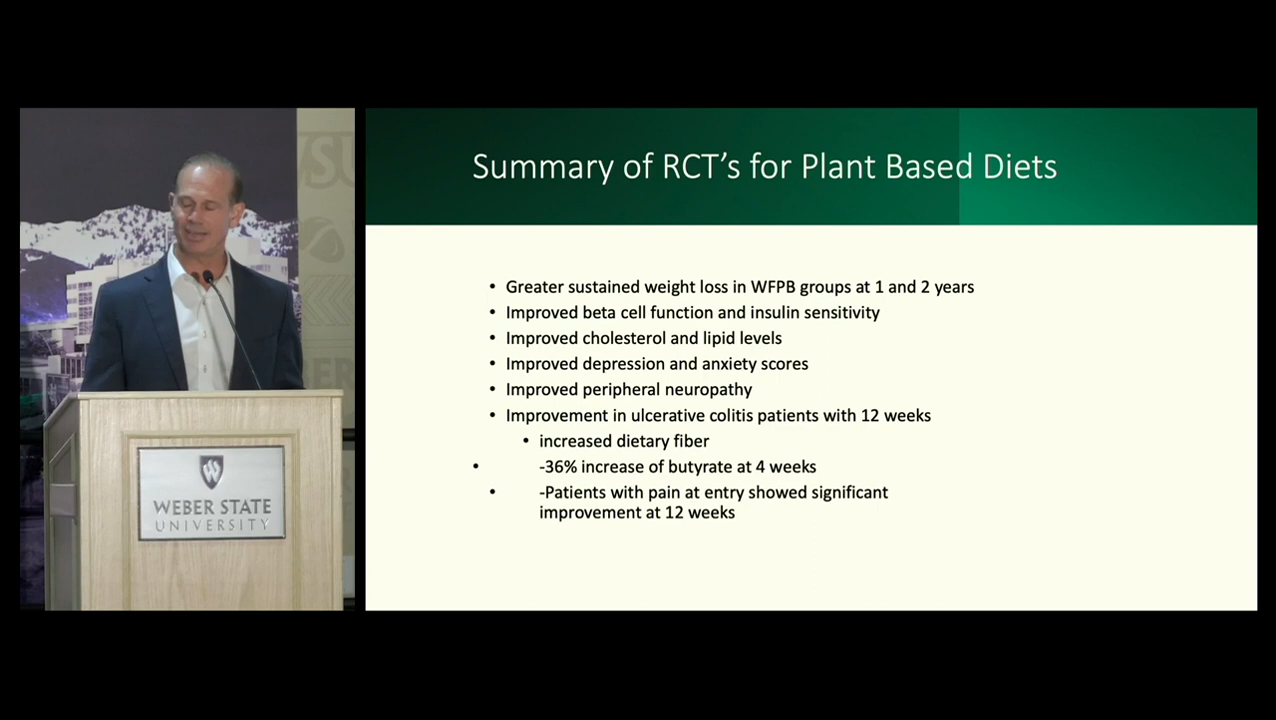 Summary of RCT's for Plant Based Diets
• Greater sustained weight loss in WFPB groups at 1 and 2 years
• Improved beta cell function and insulin sensitivity
• Improved cholesterol and lipid levels
• Improved depression and anxiety scores
• Improved peripheral neuropathy
• Improvement in ulcerative colitis patients with 12 weeks
• increased dietary fiber
• -36% increase of butyrate at 4 weeks
• -Patients with pain at entry showed significant
improvement at 12 weeks
W
WEBER STATE
UNIVERSITY